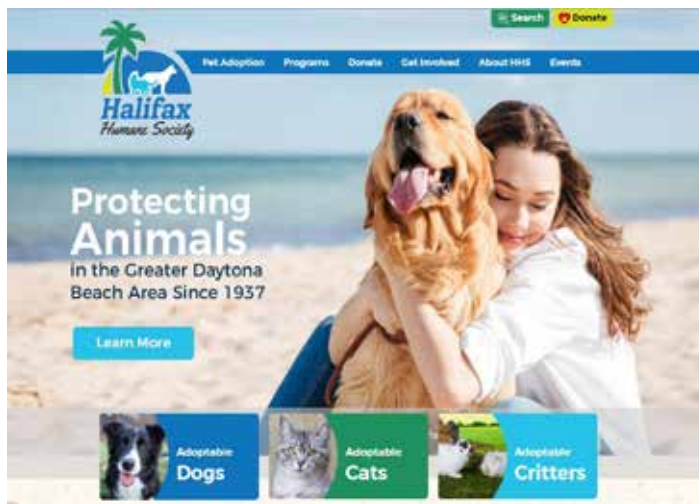 Search
Donate
Pet Adoption
Programs
Donate
Get Involved
About HHS
Events
Halifax
Humane Society
Protecting
Animals
in the Greater Daytona
Beach Area Since 1937
Learn More
Adoptable
Dogs
Adoptable
Cats
Adoptable
Critters